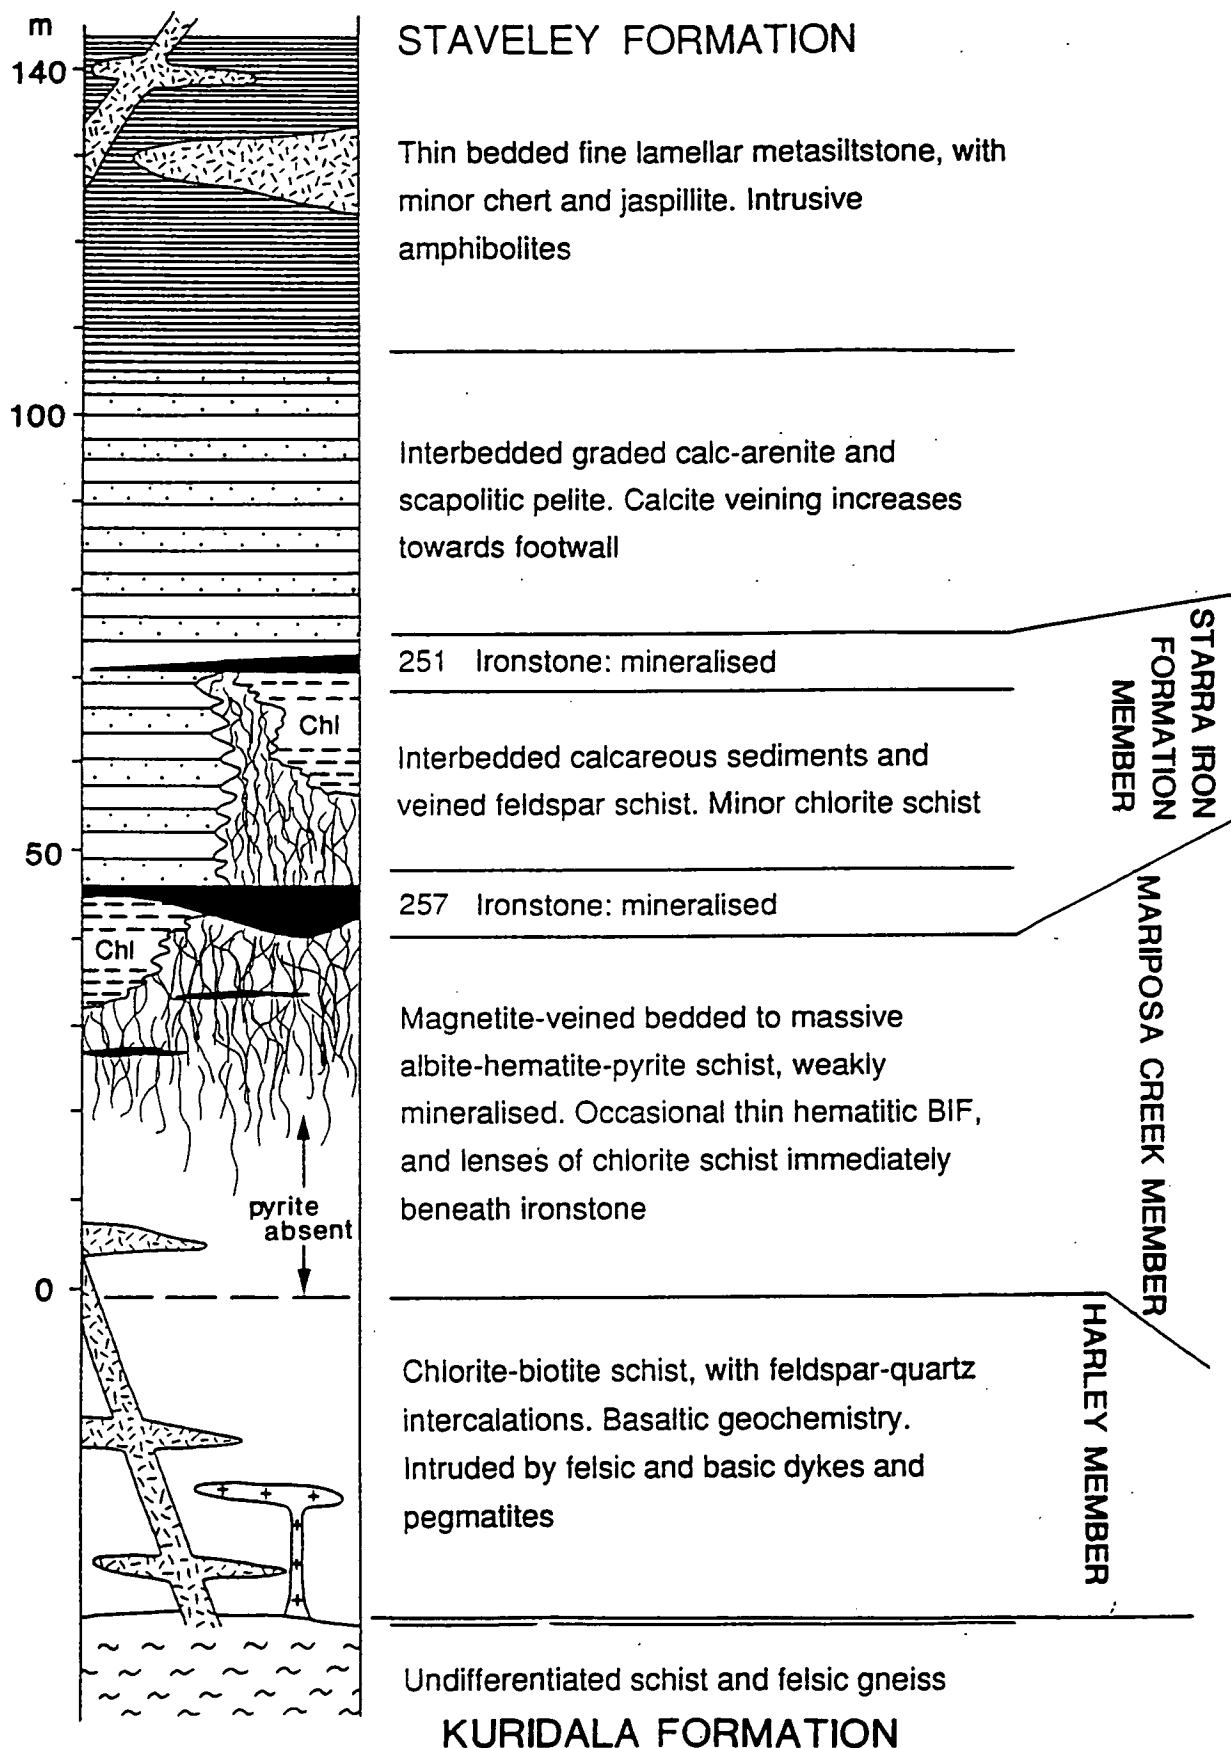 m
STAVELEY FORMATION
140
Thin bedded fine lamellar metasiltstone, with
minor chert and jaspillite. Intrusive
amphibolites
100
Interbedded graded calc-arenite and
scapolitic pelite. Calcite veining increases
towards footwall
251 Ironstone: mineralised
Chl
Interbedded calcareous sediments and
veined feldspar schist. Minor chlorite schist
STARRA IRON
FORMATION
MEMBER
50
257 Ironstone: mineralised
Chl
Magnetite-veined bedded to massive
albite-hematite-pyrite schist, weakly
mineralised. Occasional thin hematitic BIF,
and lenses of chlorite schist immediately
beneath ironstone
MARIPOSA CREEK MEMBER
pyrite
absent
0
Chlorite-biotite schist, with feldspar-quartz
intercalations. Basaltic geochemistry.
Intruded by felsic and basic dykes and
pegmatites
HARLEY MEMBER
Undifferentiated schist and felsic gneiss
KURIDALA FORMATION